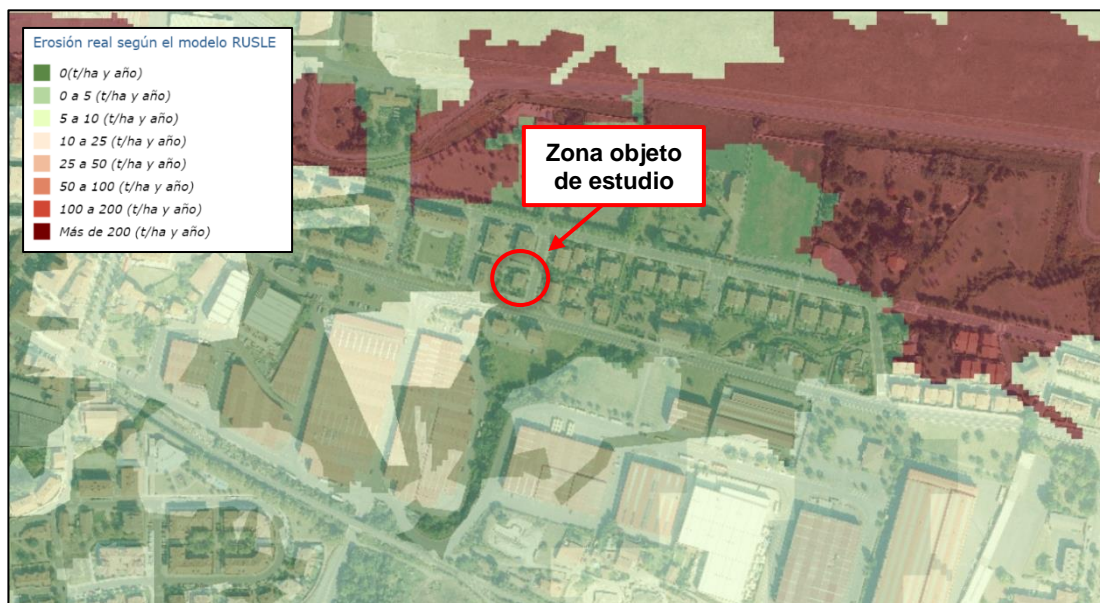 Erosión real según el modelo RUSLE
0(t/ha y año)
0 a 5 (t/ha y año)
5 a 10 (t/ha y año)
10 a 25 (t/ha y año)
25 a 50 (t/ha y año)
50 a 100 (t/ha y año)
100 a 200 (t/ha y año)
Más de 200 (t/ha y año)
Zona objeto
de estudio